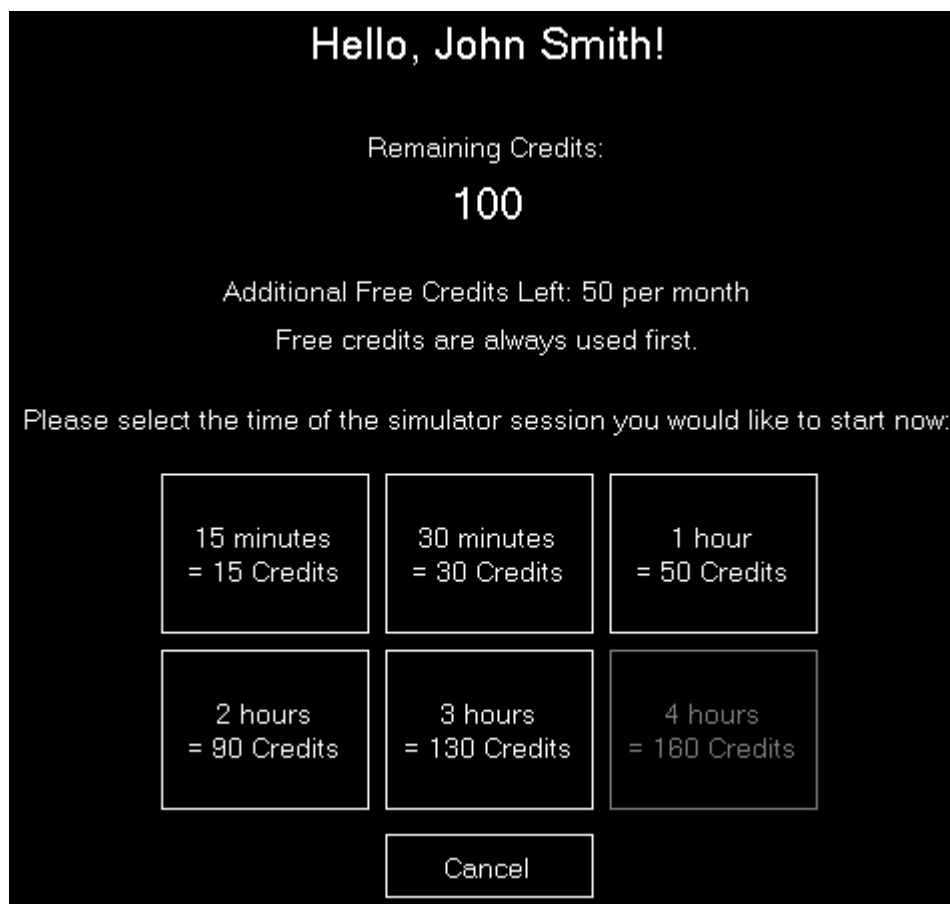 Hello, John Smith!
Remaining Credits:
100
Additional Free Credits Left: 50 per month
Free credits are always used first.
Please select the time of the simulator session you would like to start now:
15 minutes
= 15 Credits
30 minutes
= 30 Credits
1 hour
= 50 Credits
2 hours
= 90 Credits
3 hours
= 130 Credits
4 hours
= 160 Credits
Cancel